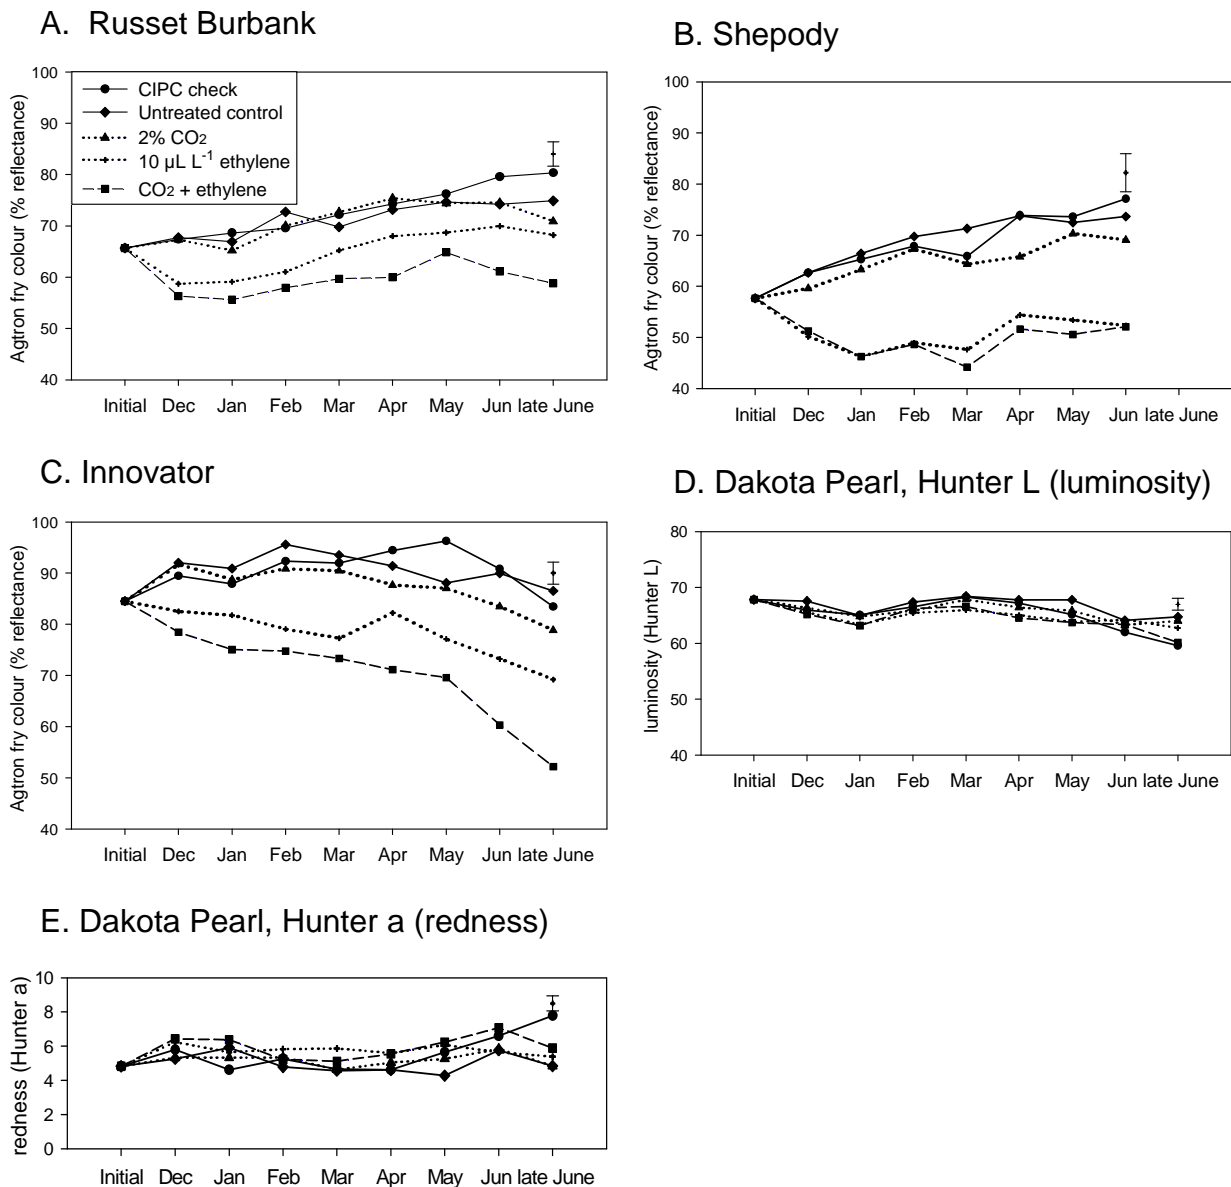 A. Russet Burbank
Agtron fry colour (% reflectance)
100
90
80
70
60
50
40
CIPC check
Untreated control
2% CO2
10 µL L-1 ethylene
CO2 + ethylene
Initial Dec Jan Feb Mar Apr May Jun late June
B. Shepody
Agtron fry colour (% reflectance)
100
90
80
70
60
50
40
Initial Dec Jan Feb Mar Apr May Jun late June
C. Innovator
Agtron fry colour (% reflectance)
100
90
80
70
60
50
40
Initial Dec Jan Feb Mar Apr May Jun late June
D. Dakota Pearl, Hunter L (luminosity)
luminosity (Hunter L)
80
70
60
50
40
Initial Dec Jan Feb Mar Apr May Jun late June
E. Dakota Pearl, Hunter a (redness)
redness (Hunter a)
10
8
6
4
2
0
Initial Dec Jan Feb Mar Apr May Jun late June